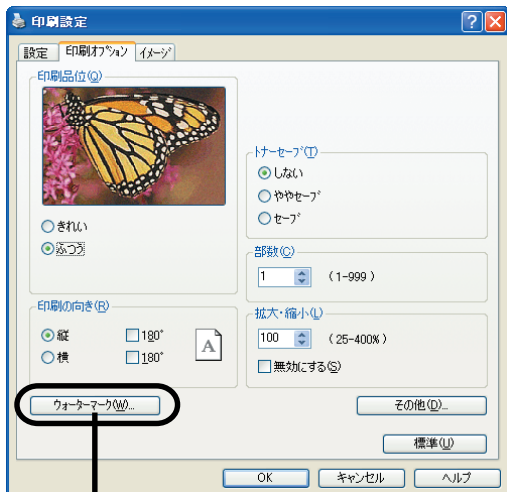 印刷設定
設定 印刷オプション イメージ
印刷品位(Q)
きれい
ふつう
トナーセーブ(T)
しない
ややセーブ
セーブ
部数(C)
1 (1-999)
印刷の向き(R)
縦 180°
横 180°
A
拡大・縮小(L)
100 (25-400%)
無効にする(S)
ウォーターマーク(W)...
その他(D)...
標準(U)
OK キャンセル ヘルプ